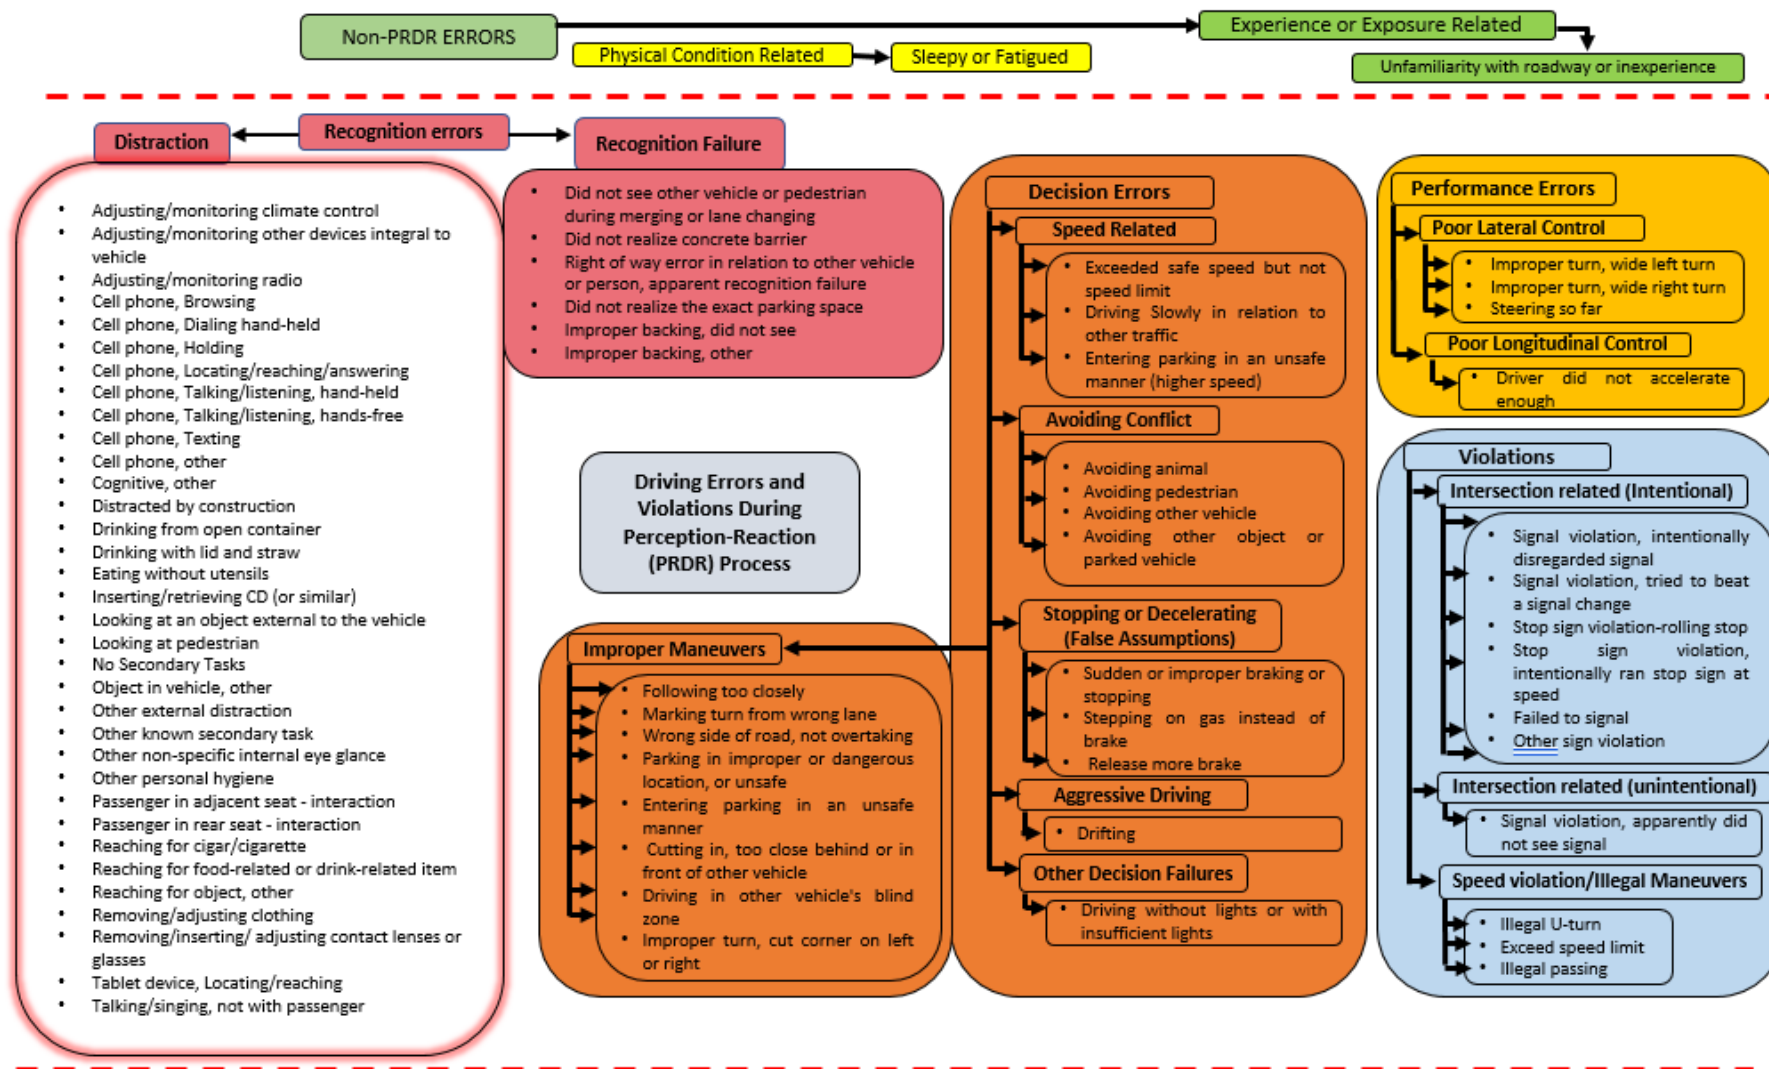 Non-PRDR ERRORS
Experience or Exposure Related
Physical Condition Related
Sleepy or Fatigued
Unfamiliarity with roadway or inexperience
Distraction
Recognition errors
Recognition Failure
• Adjusting/monitoring climate control
• Adjusting/monitoring other devices integral to
vehicle
• Adjusting/monitoring radio
• Cell phone, Browsing
• Cell phone, Dialing hand-held
• Cell phone, Holding
• Cell phone, Locating/reaching/answering
• Cell phone, Talking/listening, hand-held
• Cell phone, Talking/listening, hands-free
• Cell phone, Texting
• Cell phone, other
• Cognitive, other
• Distracted by construction
• Drinking from open container
• Drinking with lid and straw
• Eating without utensils
• Inserting/retrieving CD (or similar)
• Looking at an object external to the vehicle
• Looking at pedestrian
• No Secondary Tasks
• Object in vehicle, other
• Other external distraction
• Other known secondary task
• Other non-specific internal eye glance
• Other personal hygiene
• Passenger in adjacent seat - interaction
• Passenger in rear seat - interaction
• Reaching for cigar/cigarette
• Reaching for food-related or drink-related item
• Reaching for object, other
• Removing/adjusting clothing
• Removing/inserting/ adjusting contact lenses or
glasses
• Tablet device, Locating/reaching
• Talking/singing, not with passenger
• Did not see other vehicle or pedestrian
during merging or lane changing
• Did not realize concrete barrier
• Right of way error in relation to other vehicle
or person, apparent recognition failure
• Did not realize the exact parking space
• Improper backing, did not see
• Improper backing, other
Driving Errors and
Violations During
Perception-Reaction
(PRDR) Process
Improper Maneuvers
• Following too closely
• Marking turn from wrong lane
• Wrong side of road, not overtaking
• Parking in improper or dangerous
location, or unsafe
• Entering parking in an unsafe
manner
• Cutting in, too close behind or in
front of other vehicle
• Driving in other vehicle's blind
zone
• Improper turn, cut corner on left
or right
Decision Errors
Speed Related
• Exceeded safe speed but not
speed limit
• Driving Slowly in relation to
other traffic
• Entering parking in an unsafe
manner (higher speed)
Avoiding Conflict
• Avoiding animal
• Avoiding pedestrian
• Avoiding other vehicle
• Avoiding other object or
parked vehicle
Stopping or Decelerating
(False Assumptions)
• Sudden or improper braking or
stopping
• Stepping on gas instead of
brake
• Release more brake
Aggressive Driving
• Drifting
Other Decision Failures
• Driving without lights or with
insufficient lights
Performance Errors
Poor Lateral Control
• Improper turn, wide left turn
• Improper turn, wide right turn
• Steering so far
Poor Longitudinal Control
• Driver did not accelerate
enough
Violations
Intersection related (Intentional)
• Signal violation, intentionally
disregarded signal
• Signal violation, tried to beat
a signal change
• Stop sign violation-rolling stop
• Stop sign violation,
intentionally ran stop sign at
speed
• Failed to signal
• Other sign violation
Intersection related (unintentional)
• Signal violation, apparently did
not see signal
Speed violation/Illegal Maneuvers
• Illegal U-turn
• Exceed speed limit
• Illegal passing